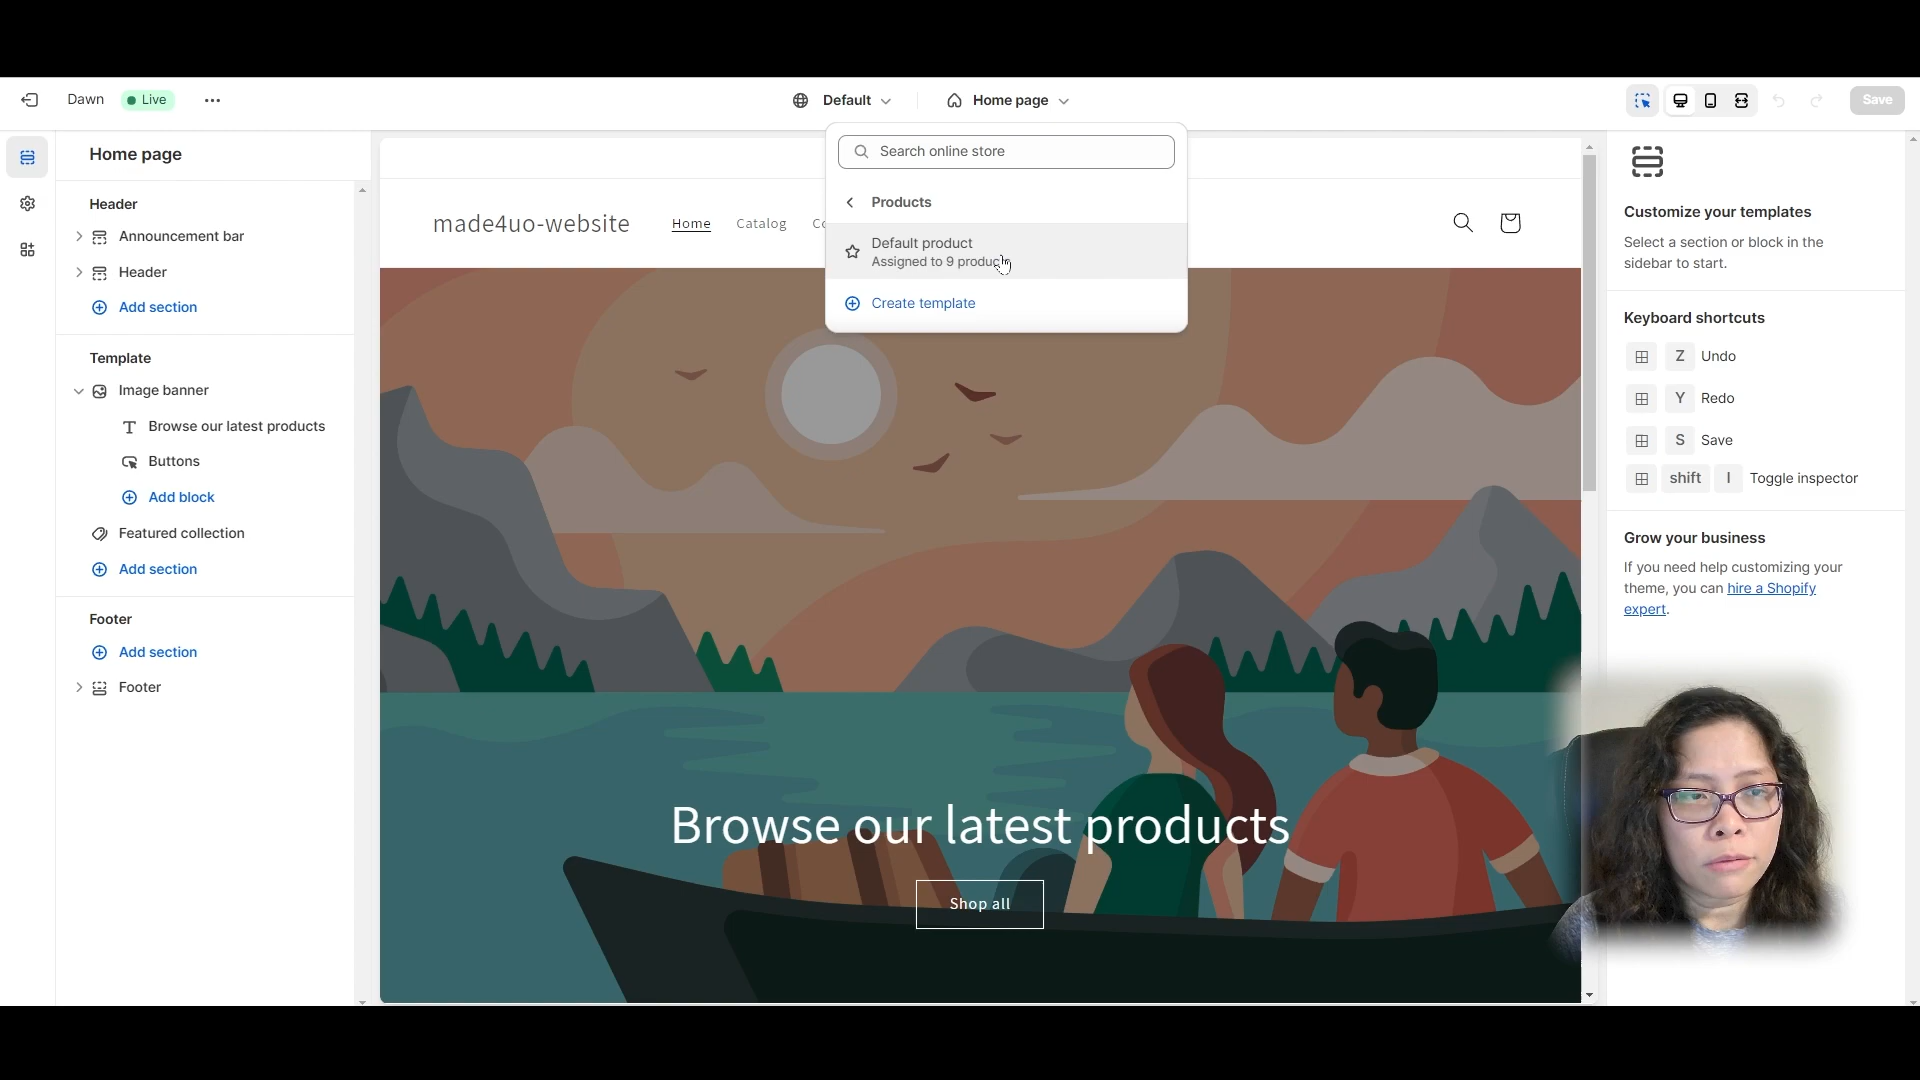 Dawn
Live
Default
Home page
Save
Home page
Header
Announcement bar
Header
Add section
Template
Image banner
Browse our latest products
Buttons
Add block
Featured collection
Add section
Footer
Add section
Footer
Search online store
Products
Default product
Assigned to 9 produc
Create template
made4uo-website
Home
Catalog
Co
Browse our latest products
Shop all
Customize your templates
Select a section or block in the
sidebar to start.
Keyboard shortcuts
Z Undo
Y Redo
S Save
shift I Toggle inspector
Grow your business
If you need help customizing your
theme, you can hire a Shopify
expert.